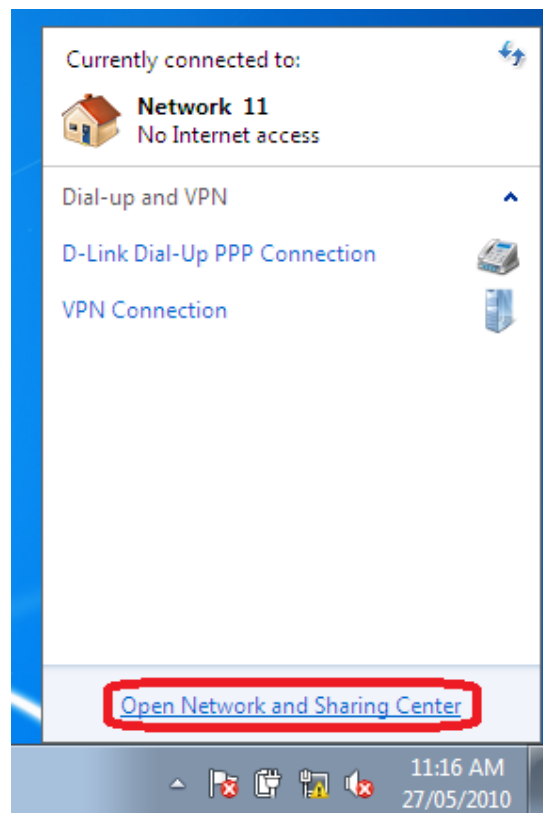 Currently connected to:
Network 11
No Internet access
Dial-up and VPN
D-Link Dial-Up PPP Connection
VPN Connection
Open Network and Sharing Center
11:16 AM
27/05/2010